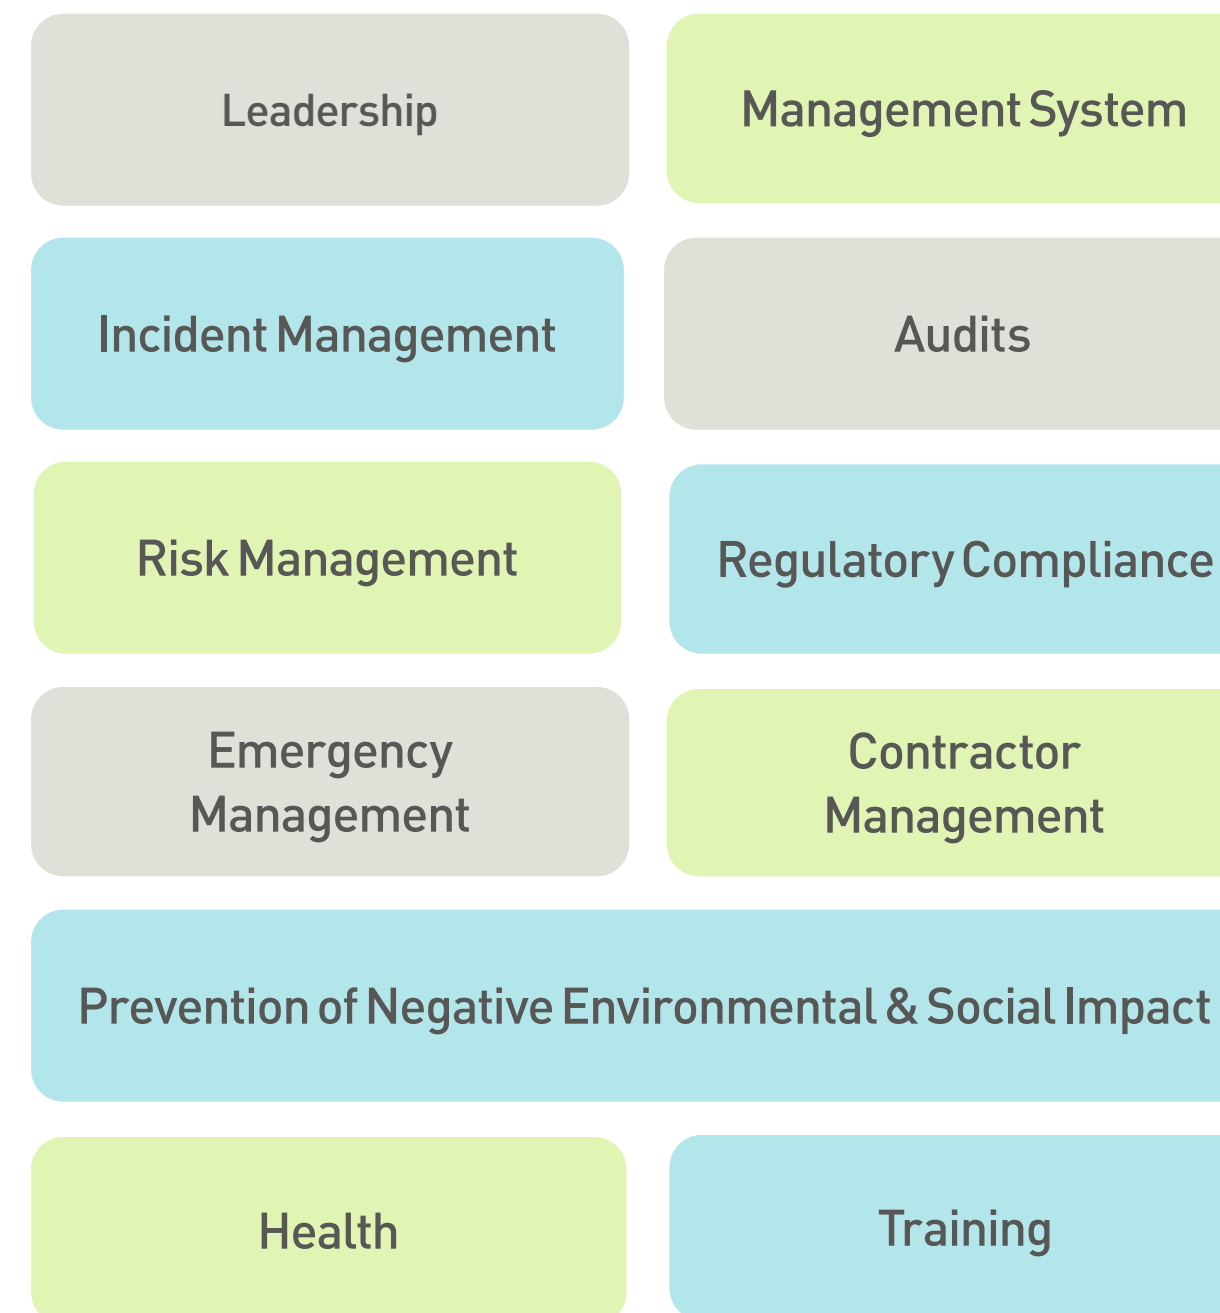 Leadership
Management System
Incident Management
Audits
Risk Management
Regulatory Compliance
Emergency
Management
Contractor
Management
Prevention of Negative Environmental & Social Impact
Health
Training